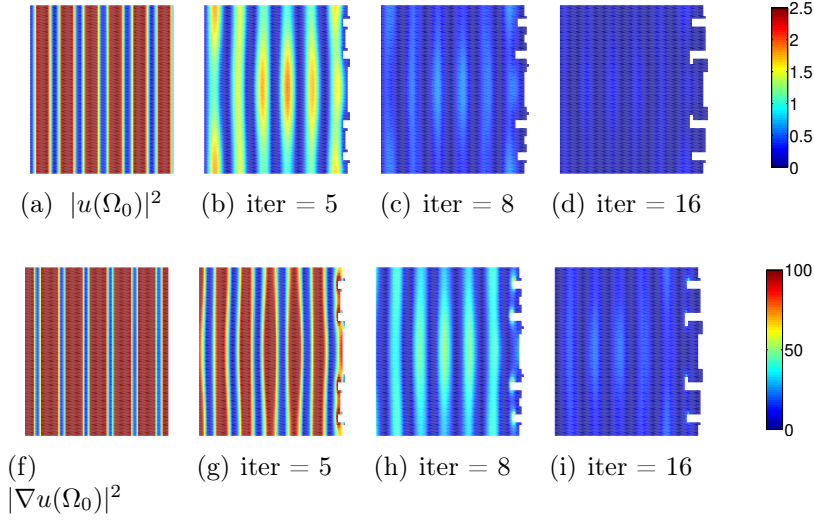 2.5
2
1.5
1
0.5
0
(a) |u(Ω₀)|²
(b) iter = 5
(c) iter = 8
(d) iter = 16
100
50
0
(f)
|∇u(Ω₀)|²
(g) iter = 5
(h) iter = 8
(i) iter = 16